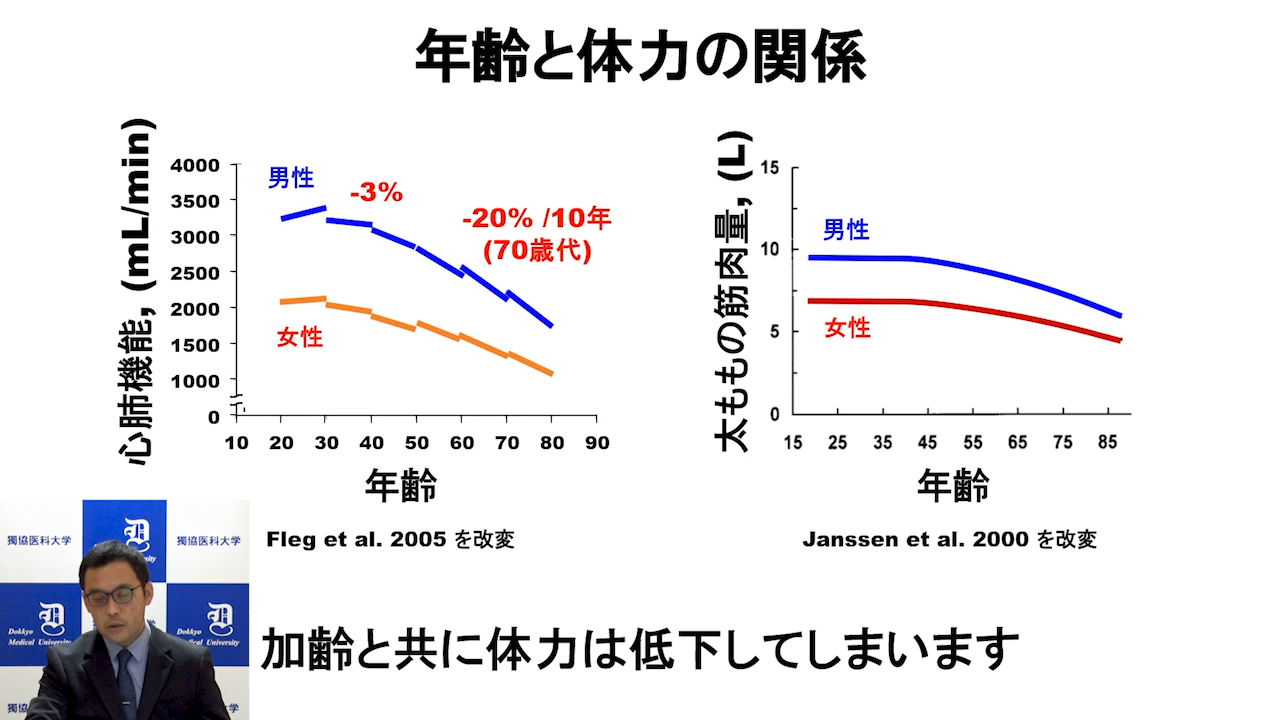 年齢と体力の関係
心肺機能, (mL/min)
4000
3500
3000
2500
2000
1500
1000
0
男性
-3%
-20% /10年
(70歳代)
女性
10 20 30 40 50 60 70 80 90
年齢
Fleg et al. 2005 を改変
太ももの筋肉量, (L)
15
10
5
0
男性
女性
15 25 35 45 55 65 75 85
年齢
Janssen et al. 2000 を改変
獨協医科大学
獨協医科大学
Dokkyo
Medical University
Dokkyo
加齢と共に体力は低下してしまいます